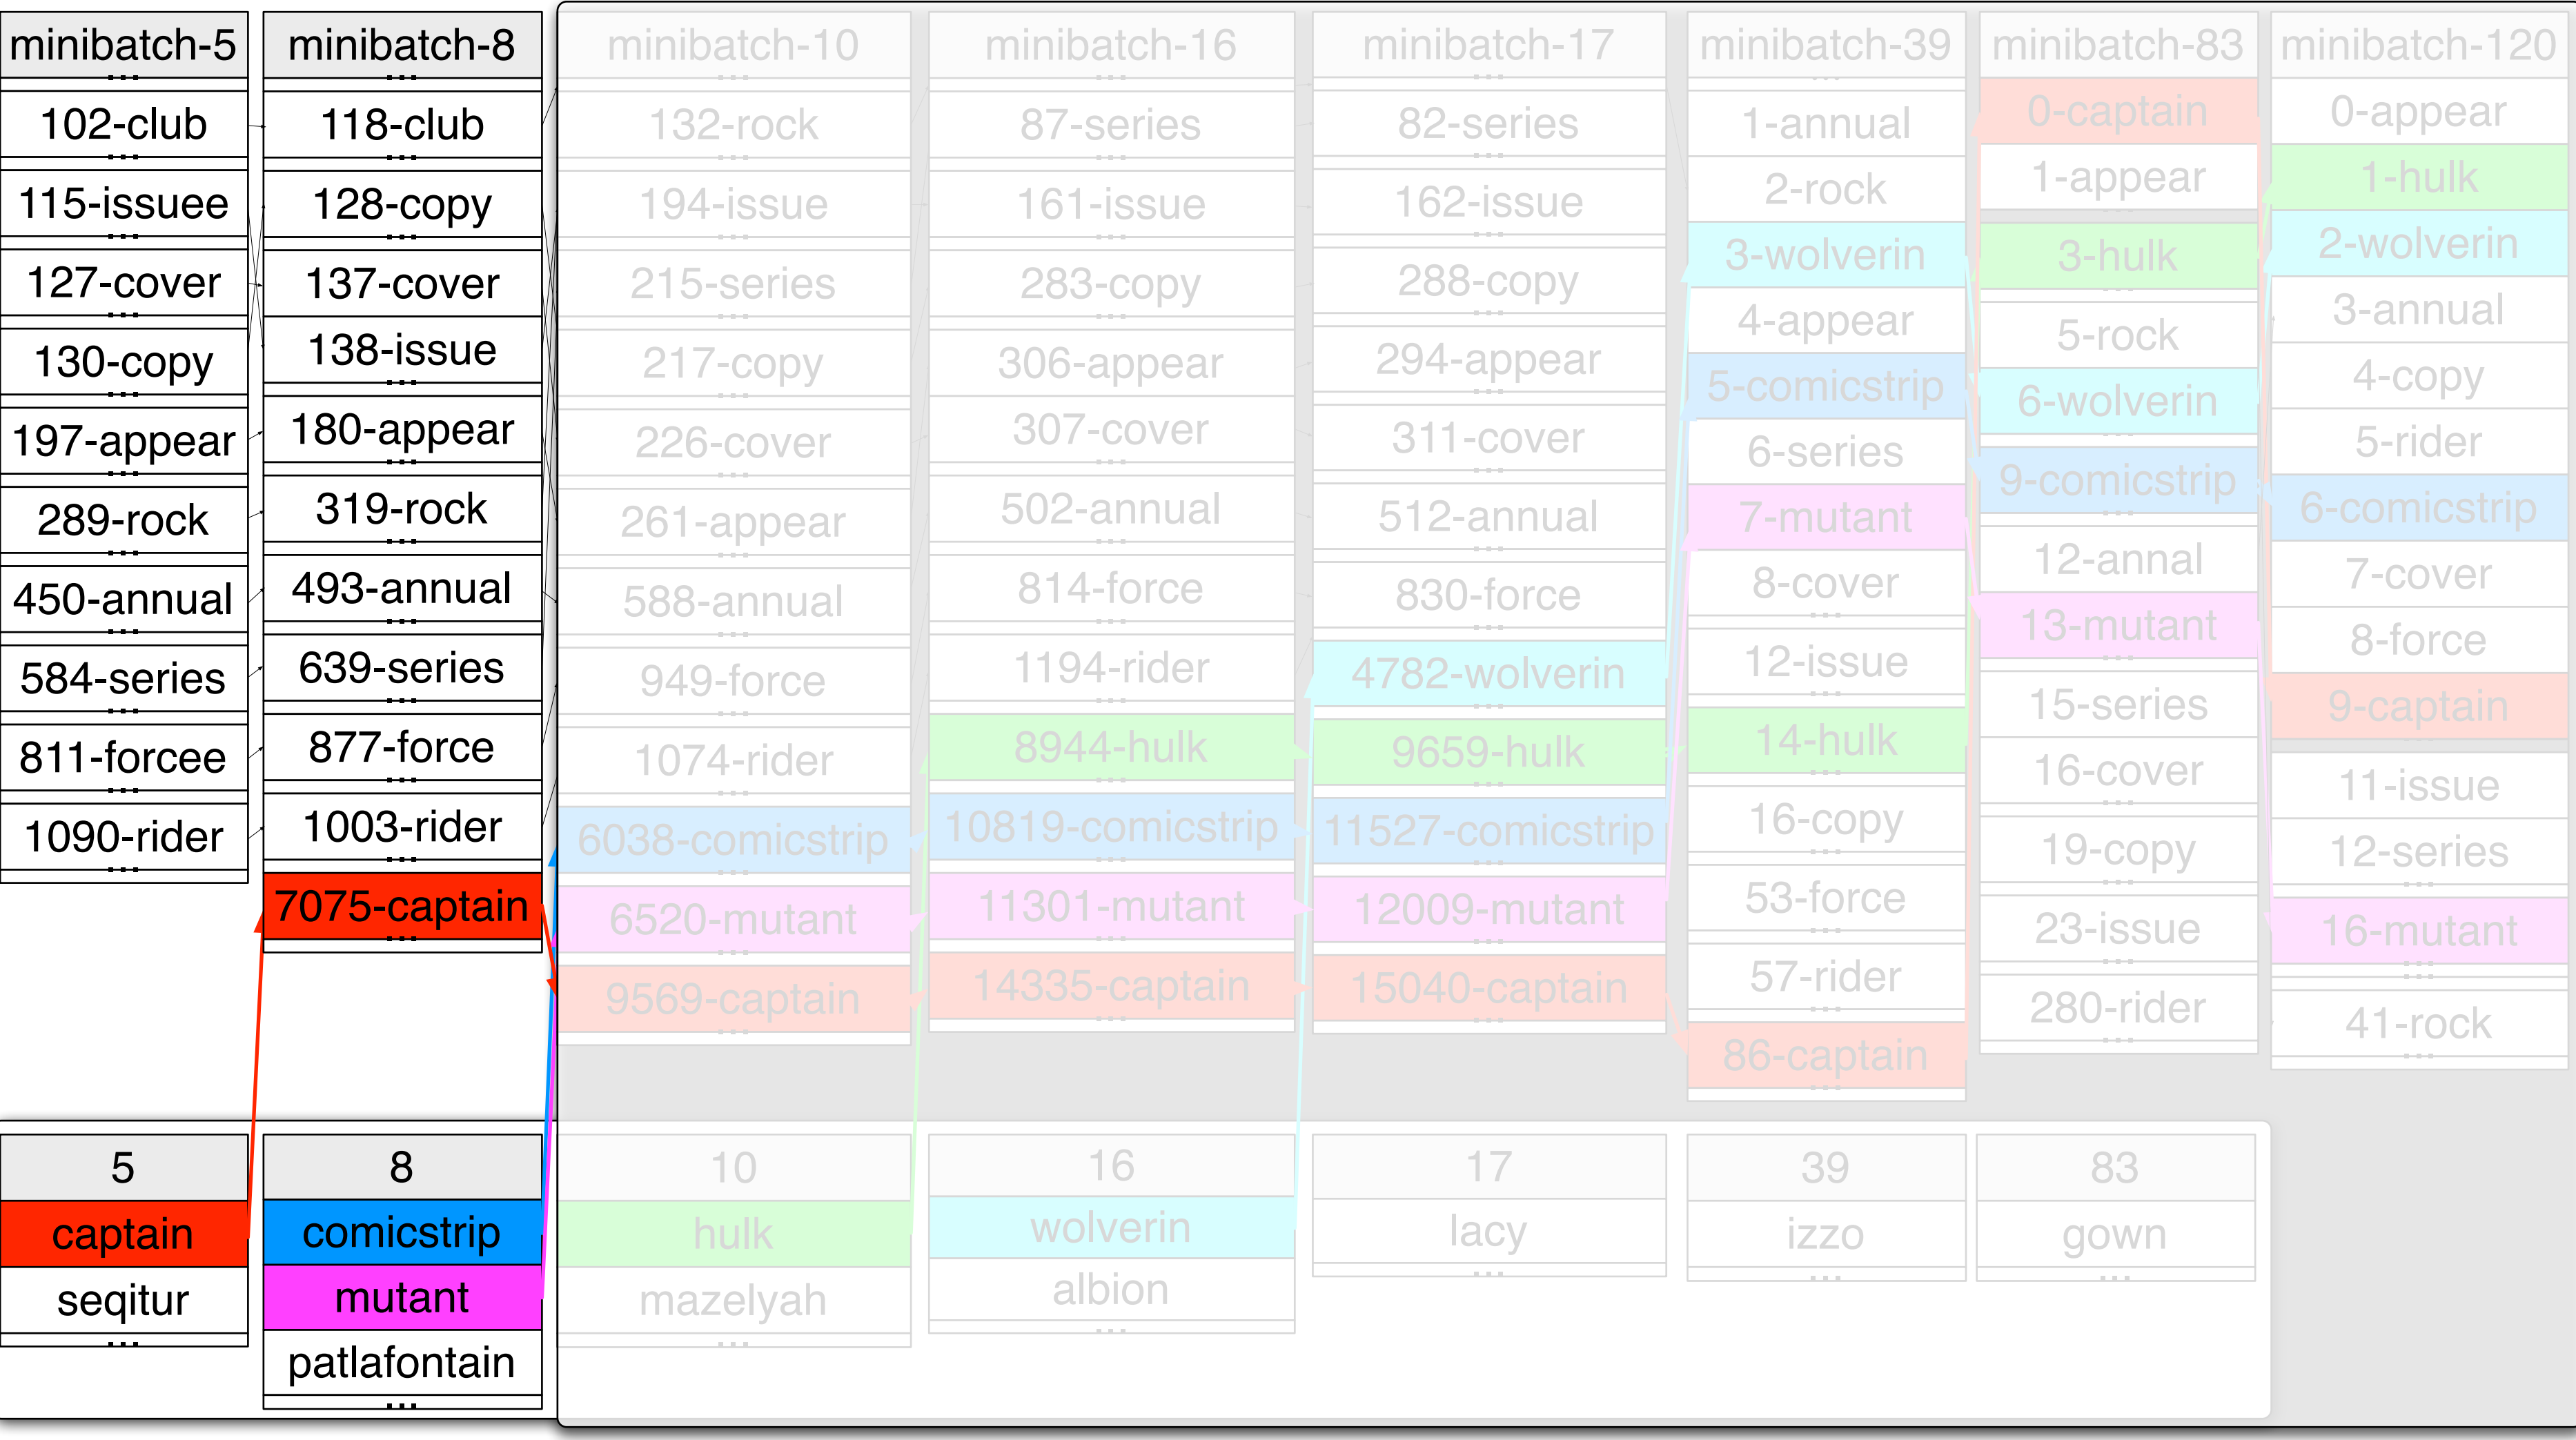 minibatch-5
...
102-club
...
115-issuee
...
127-cover
...
130-copy
...
197-appear
...
289-rock
...
450-annual
...
584-series
...
811-forcee
...
1090-rider
...
minibatch-8
...
118-club
...
128-copy
...
137-cover
138-issue
...
180-appear
...
319-rock
...
493-annual
...
639-series
...
877-force
...
1003-rider
...
7075-captain
...
minibatch-10
...
132-rock
...
194-issue
...
215-series
...
217-copy
...
226-cover
...
261-appear
...
588-annual
...
949-force
...
1074-rider
...
6038-comicstrip
...
6520-mutant
...
9569-captain
...
minibatch-16
...
87-series
...
161-issue
...
283-copy
...
306-appear
307-cover
...
502-annual
...
814-force
...
1194-rider
...
8944-hulk
...
10819-comicstrip
...
11301-mutant
...
14335-captain
...
minibatch-17
...
82-series
...
162-issue
...
288-copy
...
294-appear
...
311-cover
...
512-annual
...
830-force
...
4782-wolverin
...
9659-hulk
...
11527-comicstrip
...
12009-mutant
...
15040-captain
...
minibatch-39
...
1-annual
2-rock
3-wolverin
4-appear
5-comicstrip
6-series
7-mutant
8-cover
...
12-issue
...
14-hulk
...
16-copy
...
53-force
...
57-rider
...
86-captain
...
minibatch-83
0-captain
1-appear
...
3-hulk
...
5-rock
6-wolverin
...
9-comicstrip
...
12-annal
13-mutant
...
15-series
16-cover
...
19-copy
...
23-issue
...
280-rider
...
minibatch-120
0-appear
1-hulk
2-wolverin
3-annual
4-copy
5-rider
6-comicstrip
7-cover
8-force
9-captain
...
11-issue
12-series
...
16-mutant
...
...
41-rock
...
5
captain
seqitur
...
8
comicstrip
mutant
patlafontain
...
10
hulk
mazelyah
...
16
wolverin
albion
...
17
lacy
...
39
izzo
...
83
gown
...